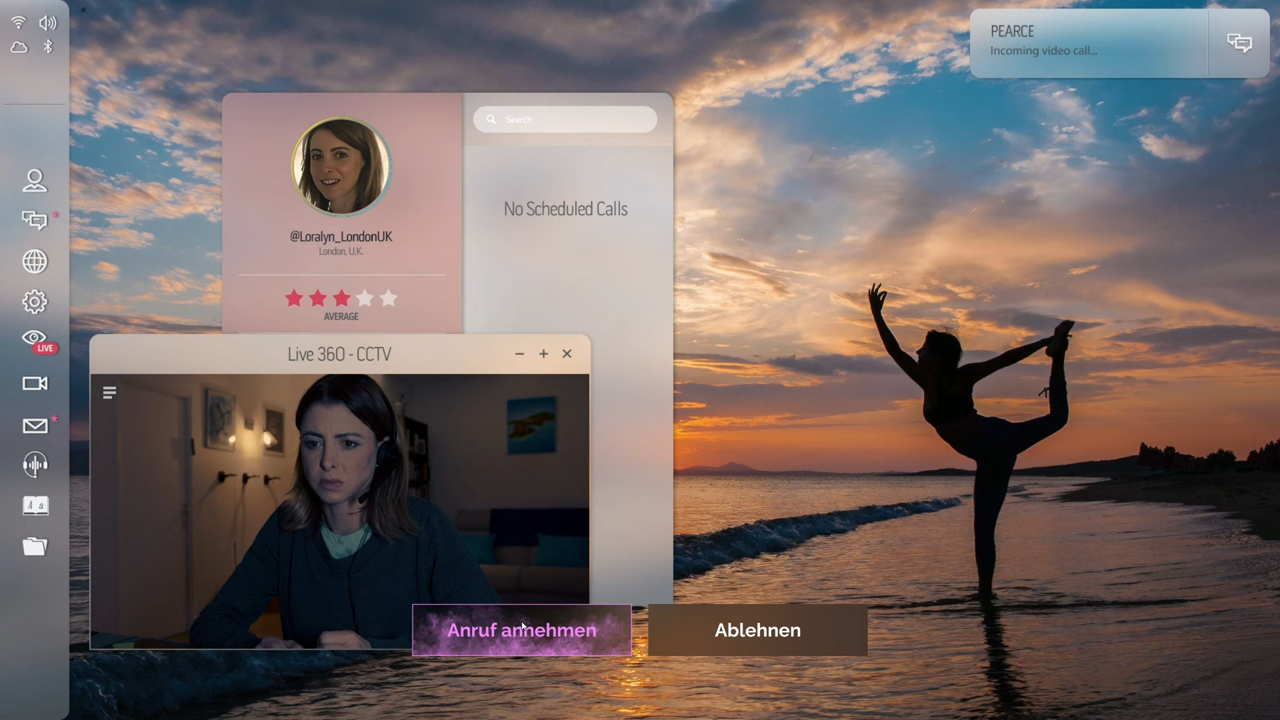 PEARCE
Incoming video call...
Search
No Scheduled Calls
@Loralyn_LondonUK
London, U.K.
AVERAGE
LIVE
Live 360 - CCTV
A a
Anruf annehmen
Ablehnen